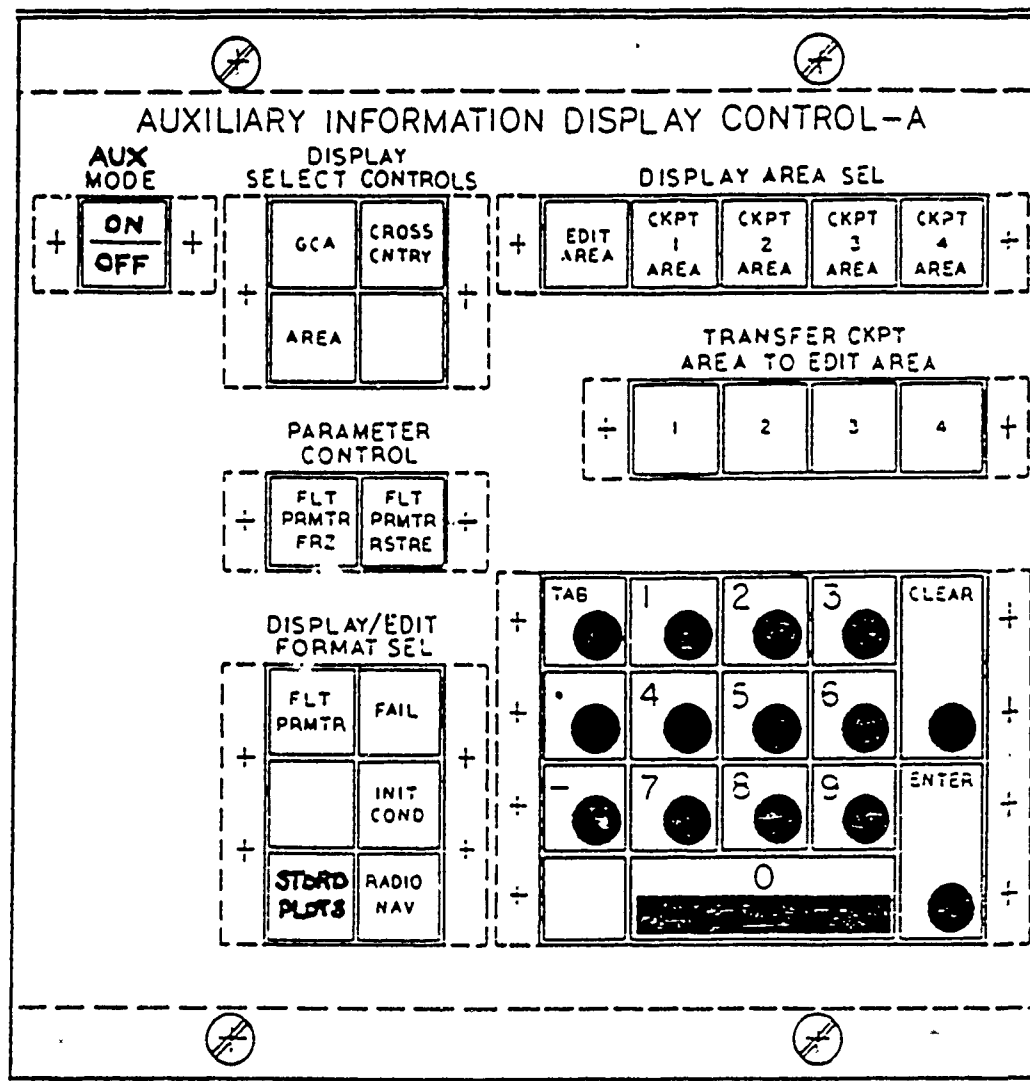 AUXILIARY INFORMATION DISPLAY CONTROL-A
AUX
MODE
ON
OFF
DISPLAY
SELECT CONTROLS
GCA
CROSS
CNTRY
AREA
DISPLAY AREA SEL
EDIT
AREA
CKPT
1
AREA
CKPT
2
AREA
CKPT
3
AREA
CKPT
4
AREA
TRANSFER CKPT
AREA TO EDIT AREA
1
2
3
4
PARAMETER
CONTROL
FLT
PRMTR
FRZ
FLT
PRMTR
RSTRE
DISPLAY/EDIT
FORMAT SEL
FLT
PRMTR
FAIL
INIT
COND
STORD
PLOTS
RADIO
NAV
TAB
1
2
3
CLEAR
.
4
5
6
-
7
8
9
ENTER
0